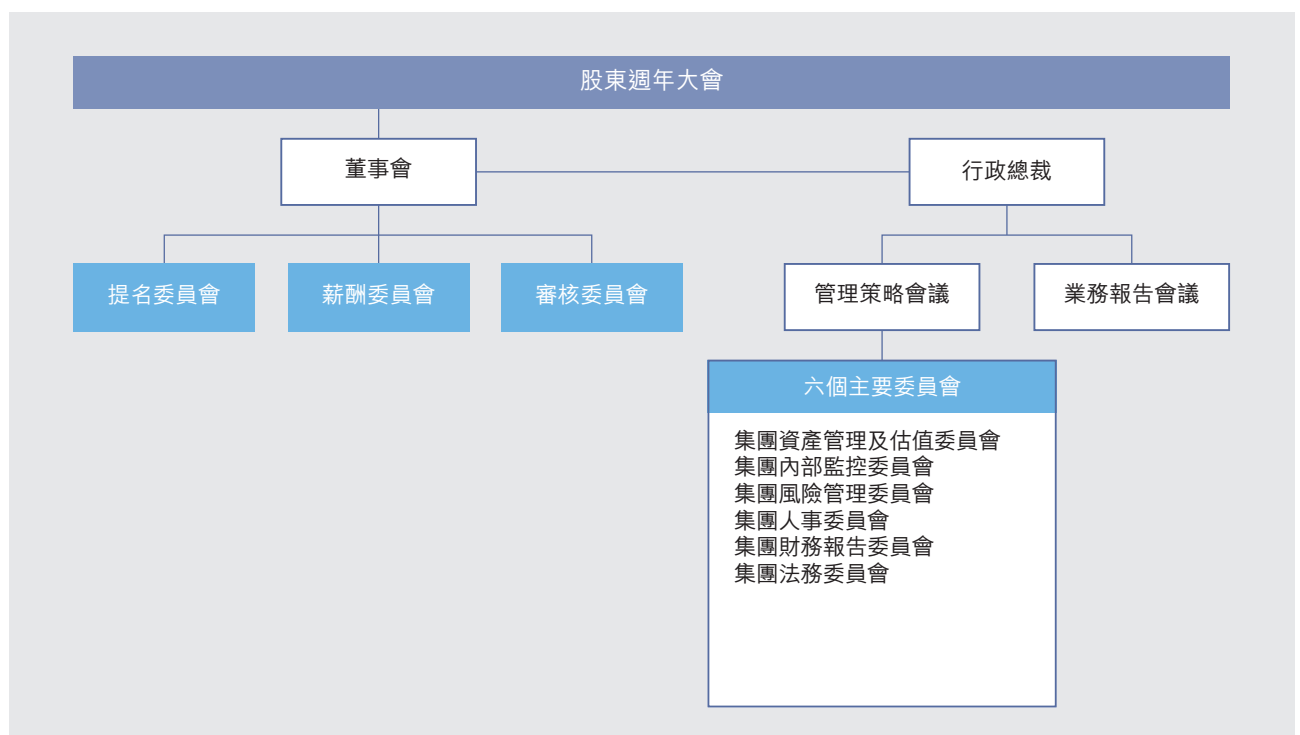 股東週年大會
董事會
行政總裁
提名委員會
薪酬委員會
審核委員會
管理策略會議
業務報告會議
六個主要委員會
集團資產管理及估值委員會
集團內部監控委員會
集團風險管理委員會
集團人事委員會
集團財務報告委員會
集團法務委員會